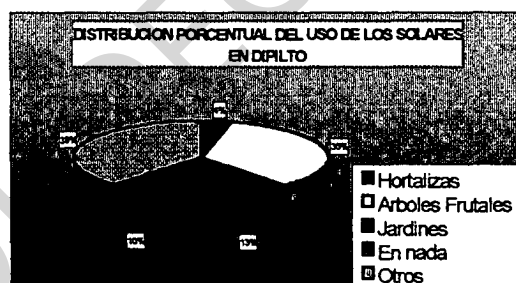 DISTRIBUCION PORCENTUAL DEL USO DE LOS SOLARES
EN DIPILTO
10%
13%
Hortalizas
Arboles Frutales
Jardines
En nada
Otros